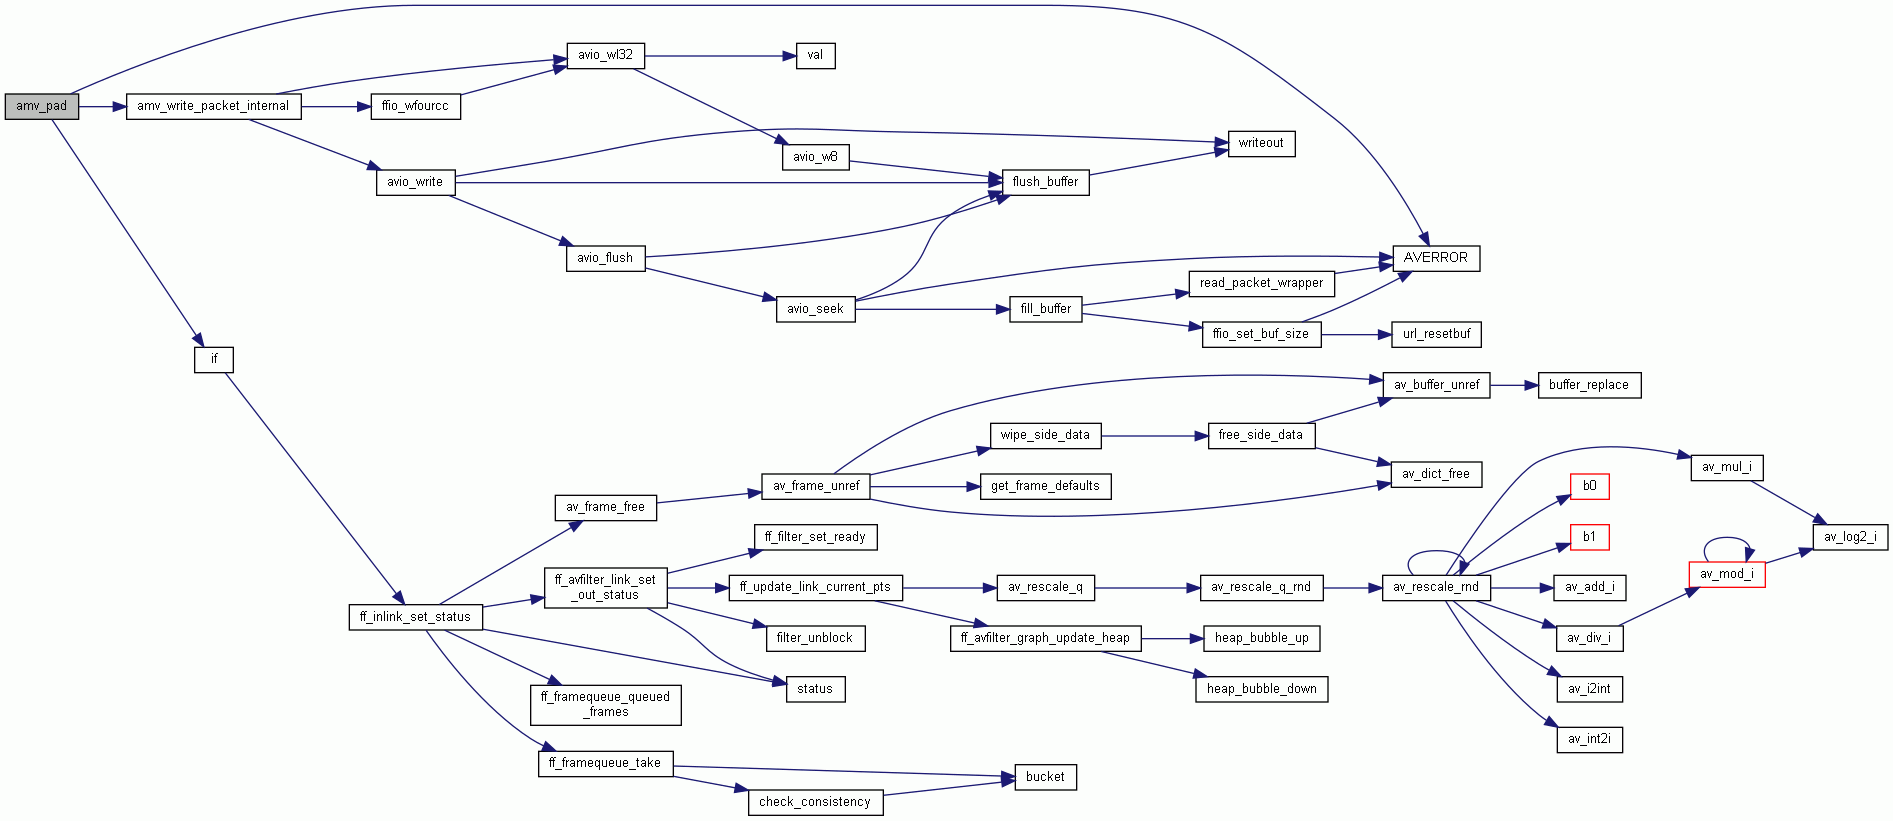 amv_pad
amv_write_packet_internal
ffio_wfourcc
avio_wl32
val
avio_w8
avio_write
avio_flush
avio_seek
flush_buffer
writeout
AVERROR
fill_buffer
read_packet_wrapper
ffio_set_buf_size
url_resetbuf
if
ff_inlink_set_status
av_frame_free
av_frame_unref
wipe_side_data
get_frame_defaults
free_side_data
av_buffer_unref
buffer_replace
av_dict_free
ff_avfilter_link_set
_out_status
ff_filter_set_ready
ff_update_link_current_pts
filter_unblock
status
av_rescale_q
av_rescale_q_rnd
av_rescale_rnd
ff_avfilter_graph_update_heap
heap_bubble_up
heap_bubble_down
av_mul_i
b0
b1
av_add_i
av_div_i
av_i2int
av_int2i
av_mod_i
av_log2_i
ff_framequeue_queued
_frames
ff_framequeue_take
check_consistency
bucket